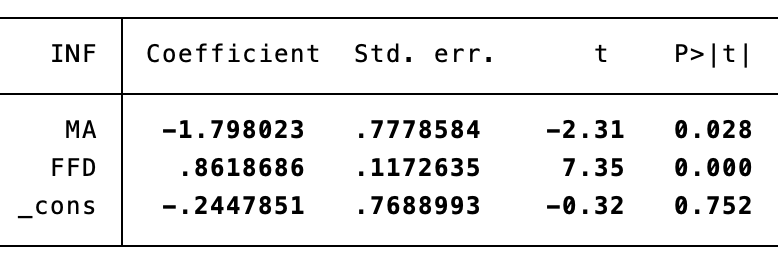 INF Coefficient Std. err. t P>|t|
MA -1.798023 .7778584 -2.31 0.028
FFD .8618686 .1172635 7.35 0.000
_cons -.2447851 .7688993 -0.32 0.752